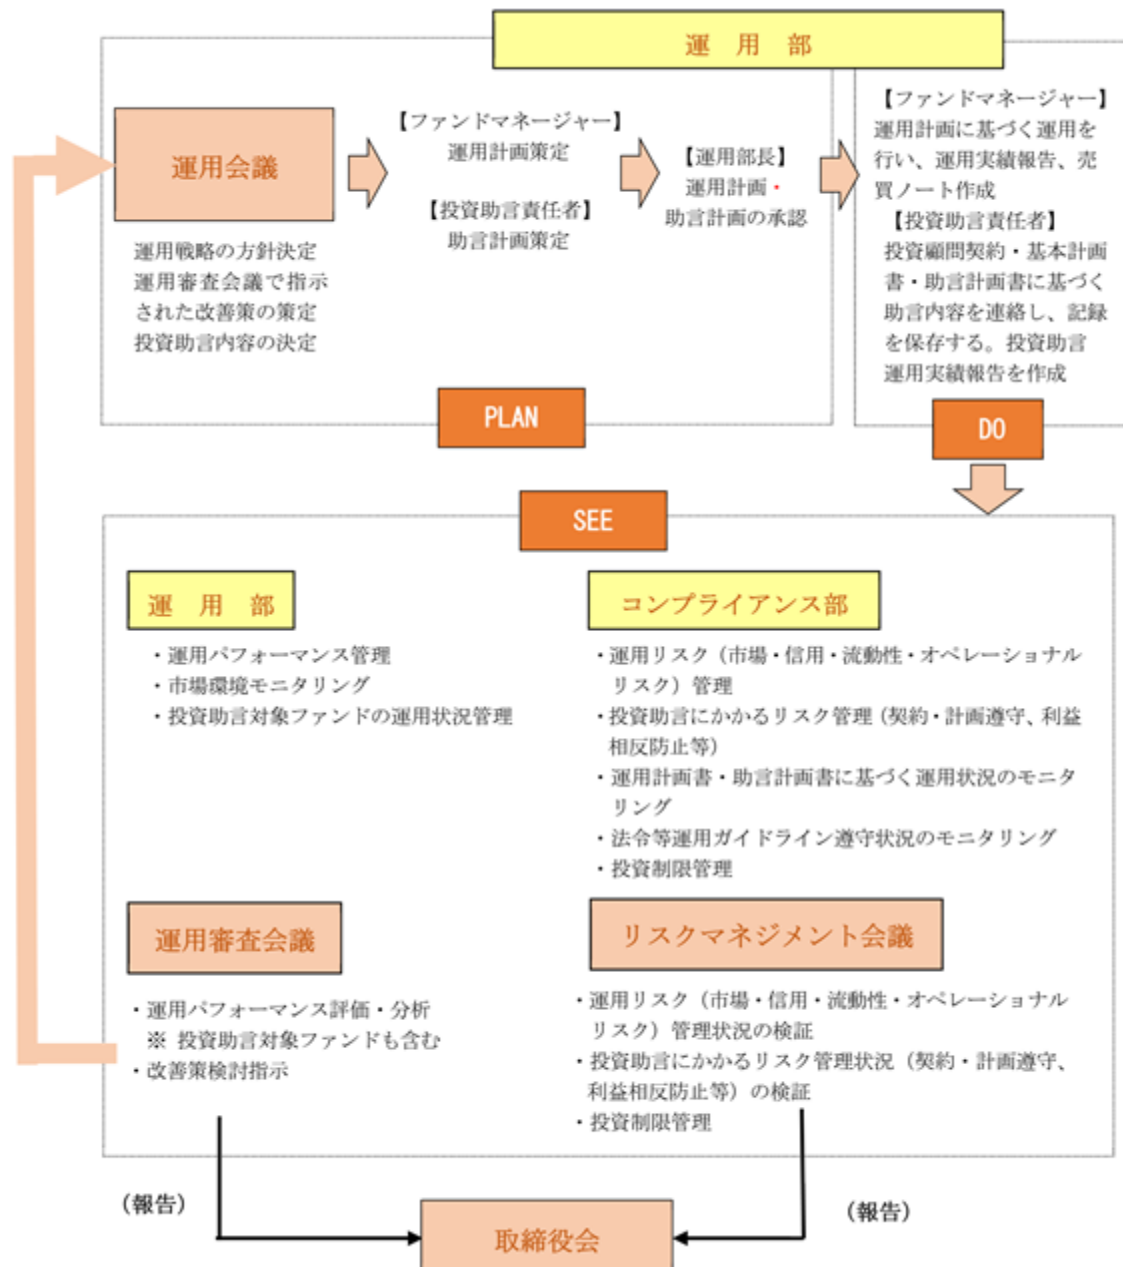 運　用　部
運用会議
運用戦略の方針決定
運用審査会議で指示
された改善策の策定
投資助言内容の決定
【ファンドマネージャー】
運用計画策定
【投資助言責任者】
助言計画策定
【運用部長】
運用計画・
助言計画の承認
PLAN
【ファンドマネージャー】
運用計画に基づく運用を
行い、運用実績報告、売
買ノート作成
【投資助言責任者】
投資顧問契約・基本計画
書・助言計画書に基づく
助言内容を連絡し、記録
を保存する。投資助言
運用実績報告を作成
DO
SEE
運　用　部
・運用パフォーマンス管理
・市場環境モニタリング
・投資助言対象ファンドの運用状況管理
コンプライアンス部
・運用リスク（市場・信用・流動性・オペレーショナル
リスク）管理
・投資助言にかかるリスク管理（契約・計画遵守、利益
相反防止等）
・運用計画書・助言計画書に基づく運用状況のモニタ
リング
・法令等運用ガイドライン遵守状況のモニタリング
・投資制限管理
運用審査会議
・運用パフォーマンス評価・分析
※ 投資助言対象ファンドも含む
・改善策検討指示
リスクマネジメント会議
・運用リスク（市場・信用・流動性・オペレーショナル
リスク）管理状況の検証
・投資助言にかかるリスク管理状況（契約・計画遵守、
利益相反防止等）の検証
・投資制限管理
（報告）
（報告）
取締役会